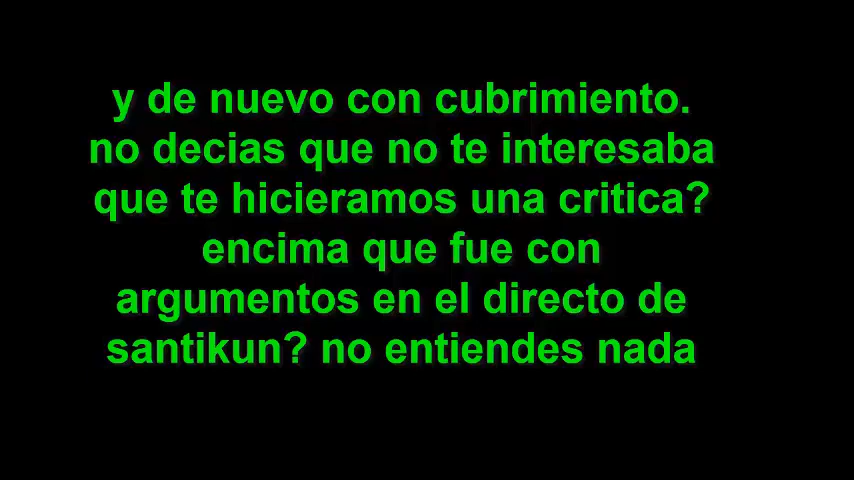 y de nuevo con cubrimiento.
no decias que no te interesaba
que te hicieramos una critica?
encima que fue con
argumentos en el directo de
santikun? no entiendes nada